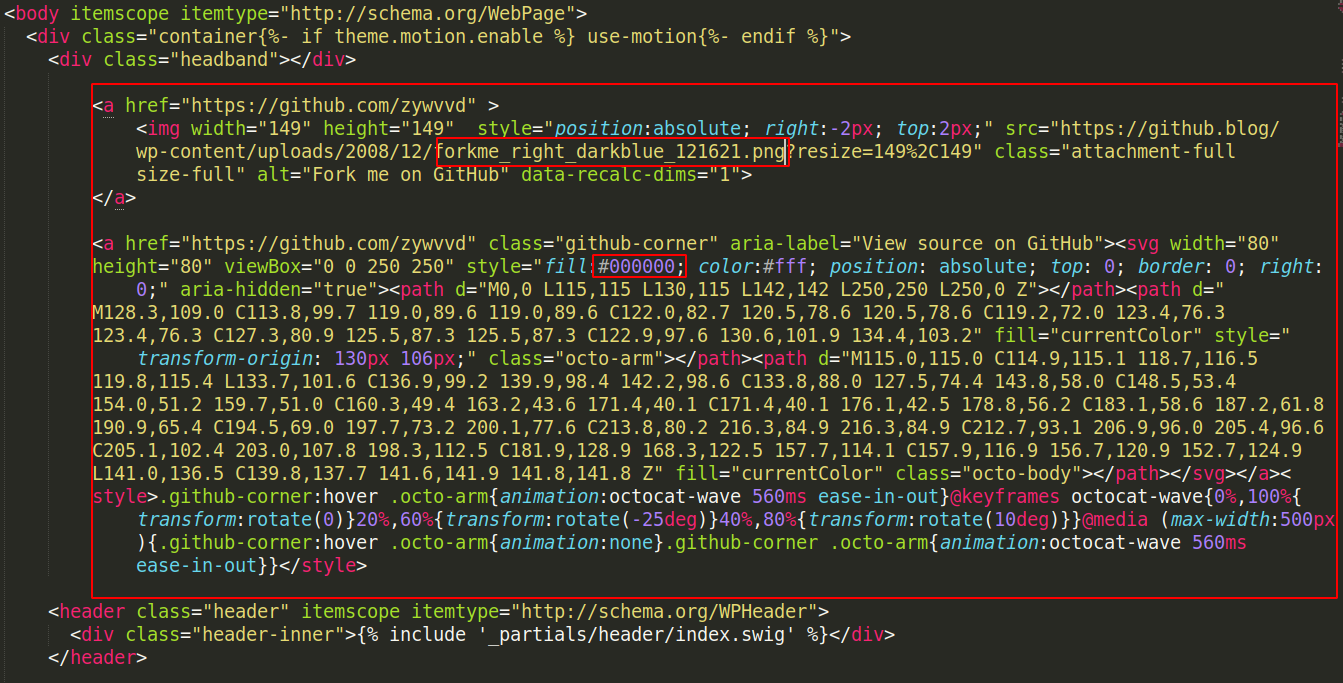 <body itemscope itemtype="http://schema.org/WebPage">
<div class="container{%- if theme.motion.enable %} use-motion{%- endif %}">
<div class="headband"></div>
<a href="https://github.com/zywvvd" >
<img width="149" height="149"  style="position:absolute; right:-2px; top:2px;" src="https://github.blog/
wp-content/uploads/2008/12/forkme_right_darkblue_121621.png?resize=149%2C149" class="attachment-full
size-full" alt="Fork me on GitHub" data-recalc-dims="1">
</a>
<a href="https://github.com/zywvvd" class="github-corner" aria-label="View source on GitHub"><svg width="80"
height="80" viewBox="0 0 250 250" style="fill:#000000; color:#fff; position: absolute; top: 0; border: 0; right:
0;" aria-hidden="true"><path d="M0,0 L115,115 L130,115 L142,142 L250,250 L250,0 Z"></path><path d="
M128.3,109.0 C113.8,99.7 119.0,89.6 119.0,89.6 C122.0,82.7 120.5,78.6 120.5,78.6 C119.2,72.0 123.4,76.3
123.4,76.3 C127.3,80.9 125.5,87.3 125.5,87.3 C122.9,97.6 130.6,101.9 134.4,103.2" fill="currentColor" style="
transform-origin: 130px 106px;" class="octo-arm"></path><path d="M115.0,115.0 C114.9,115.1 118.7,116.5
119.8,115.4 L133.7,101.6 C136.9,99.2 139.9,98.4 142.2,98.6 C133.8,88.0 127.5,74.4 143.8,58.0 C148.5,53.4
154.0,51.2 159.7,51.0 C160.3,49.4 163.2,43.6 171.4,40.1 C171.4,40.1 176.1,42.5 178.8,56.2 C183.1,58.6 187.2,61.8
190.9,65.4 C194.5,69.0 197.7,73.2 200.1,77.6 C213.8,80.2 216.3,84.9 216.3,84.9 C212.7,93.1 206.9,96.0 205.4,96.6
C205.1,102.4 203.0,107.8 198.3,112.5 C181.9,128.9 168.3,122.5 157.7,114.1 C157.9,116.9 156.7,120.9 152.7,124.9
L141.0,136.5 C139.8,137.7 141.6,141.9 141.8,141.8 Z" fill="currentColor" class="octo-body"></path></svg></a><
style>.github-corner:hover .octo-arm{animation:octocat-wave 560ms ease-in-out}@keyframes octocat-wave{0%,100%{
transform:rotate(0)}20%,60%{transform:rotate(-25deg)}40%,80%{transform:rotate(10deg)}}@media (max-width:500px
){.github-corner:hover .octo-arm{animation:none}.github-corner .octo-arm{animation:octocat-wave 560ms
ease-in-out}}</style>
<header class="header" itemscope itemtype="http://schema.org/WPHeader">
<div class="header-inner">{% include '_partials/header/index.swig' %}</div>
</header>